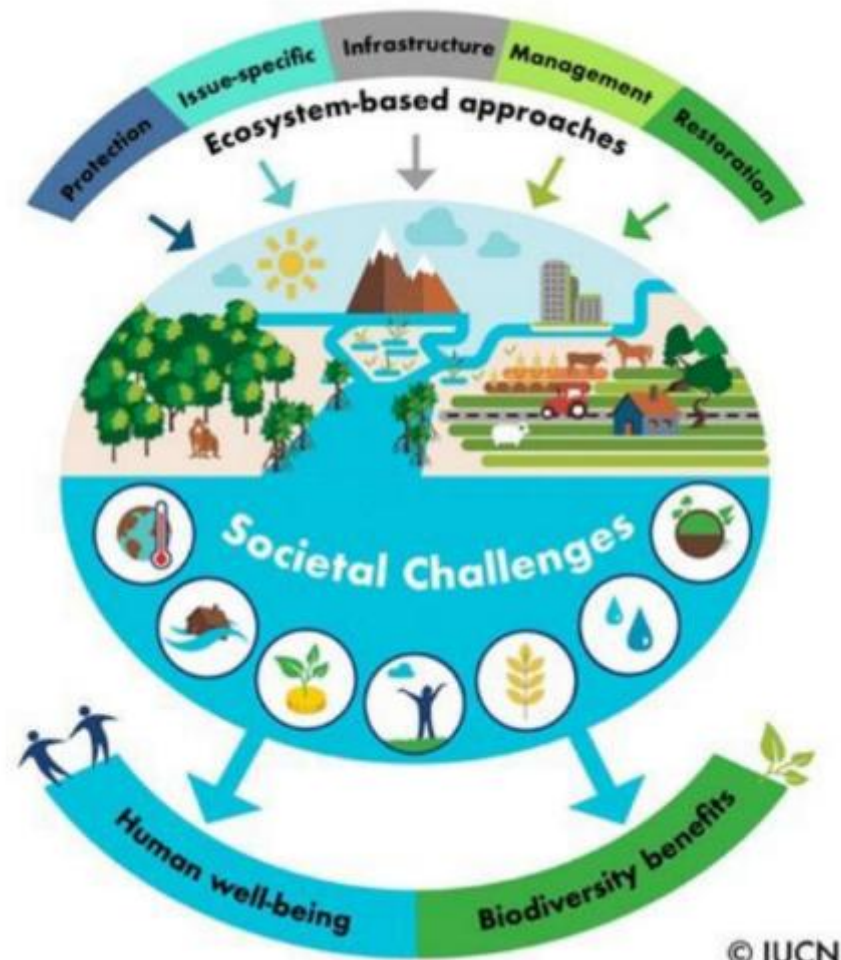 Protection
Issue-specific
Infrastructure
Management
Restoration
Ecosystem-based approaches
Societal Challenges
Human well-being
Biodiversity benefits
© IUCN